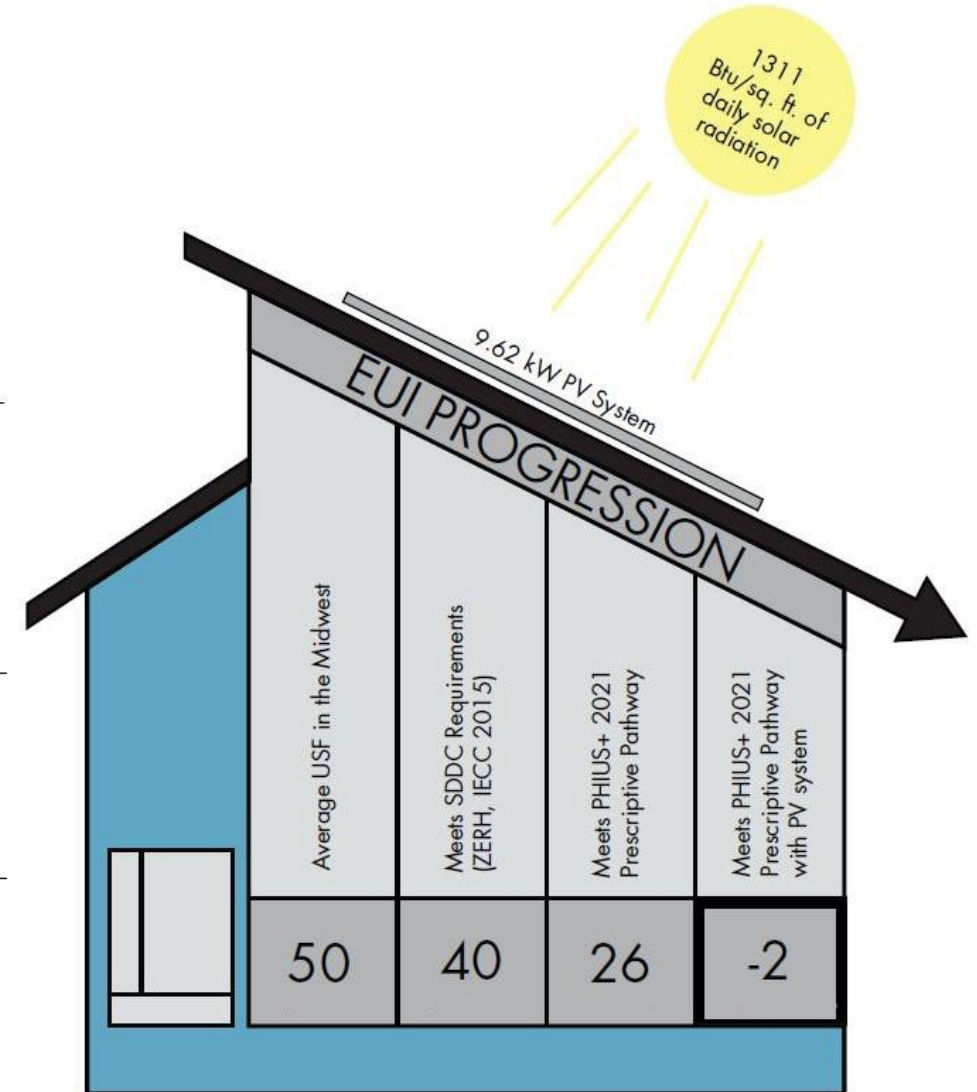 1311
Btu/sq. ft. of
daily solar
radiation
9.62 kW PV System
EUI PROGRESSION
Average USF in the Midwest
Meets SDDC Requirements
(ZERH, IECC 2015)
Meets PHIUS+ 2021
Prescriptive Pathway
Meets PHIUS+ 2021
Prescriptive Pathway
with PV system
50
40
26
-2